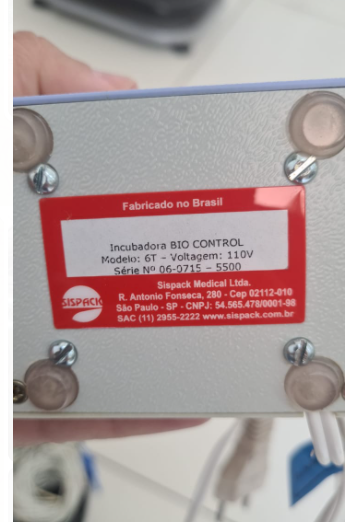 Fabricado no Brasil
Incubadora BIO CONTROL
Modelo: 6T - Voltagem: 110V
Série Nº 06-0715 - 5500
SISPACK
Sispack Medical Ltda.
R. Antonio Fonseca, 280 - Cep 02112-010
São Paulo - SP - CNPJ: 54.565.478/0001-98
SAC (11) 2955-2222 www.sispack.com.br